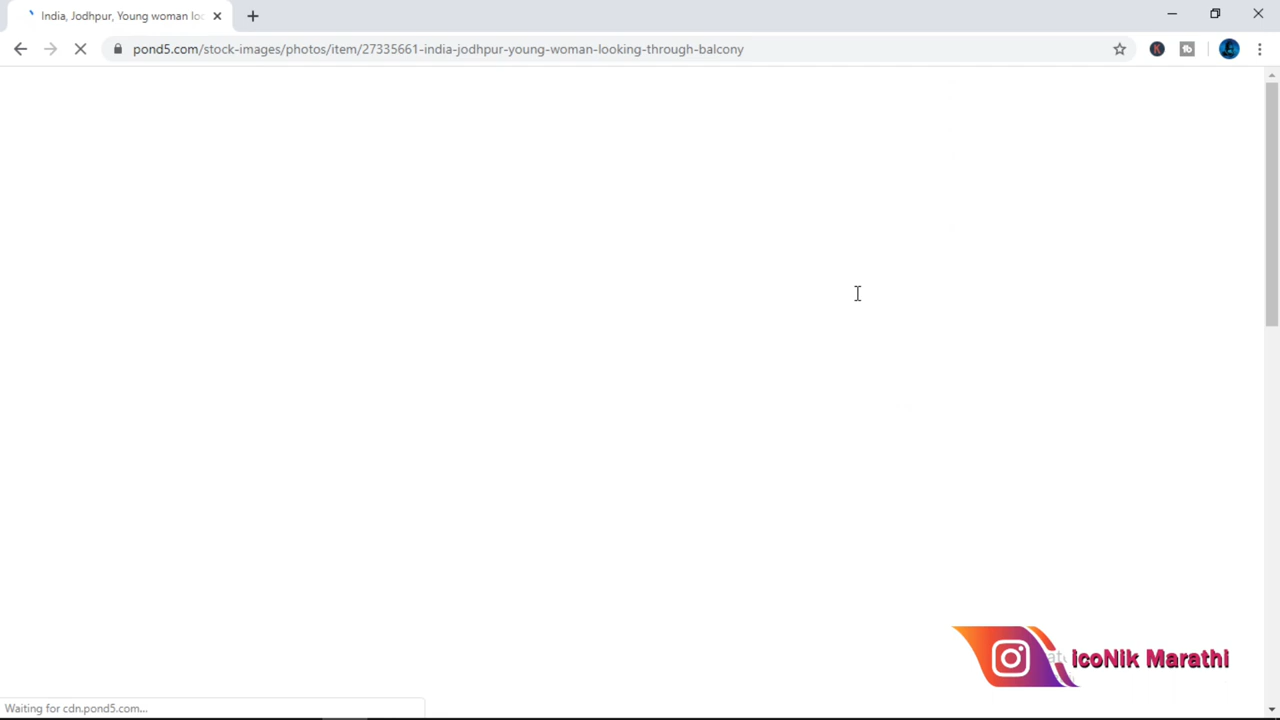 India, Jodhpur, Young woman loo
pond5.com/stock-images/photos/item/27335661-india-jodhpur-young-woman-looking-through-balcony
icoNik Marathi
Waiting for cdn.pond5.com...